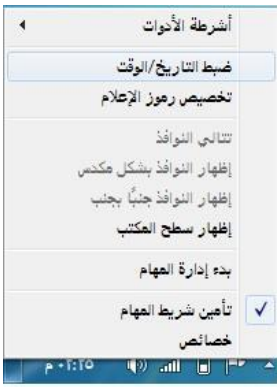 أشرطة الأدوات
ضبط التاريخ/الوقت
تخصيص رموز الإعلام
تتالي النوافذ
إظهار النوافذ بشكل مكدس
إظهار النوافذ جنبًا بجنب
إظهار سطح المكتب
بدء إدارة المهام
تأمين شريط المهام
خصائص